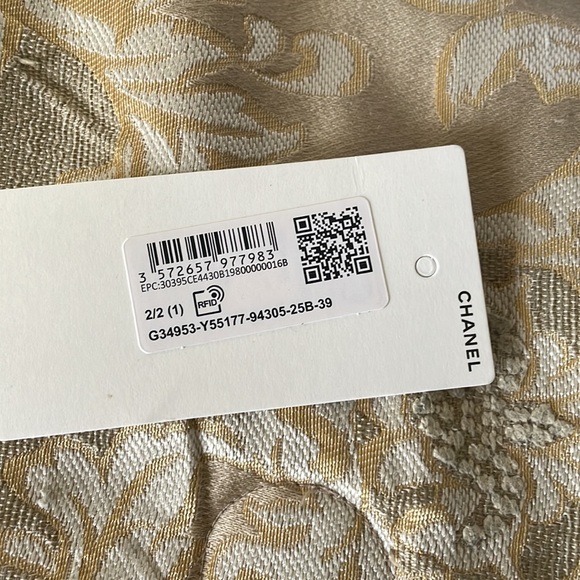 3 572657 977983
EPC:30395CE4430B19800000016B
2/2 (1) RFID
G34953-Y55177-94305-25B-39
CHANEL